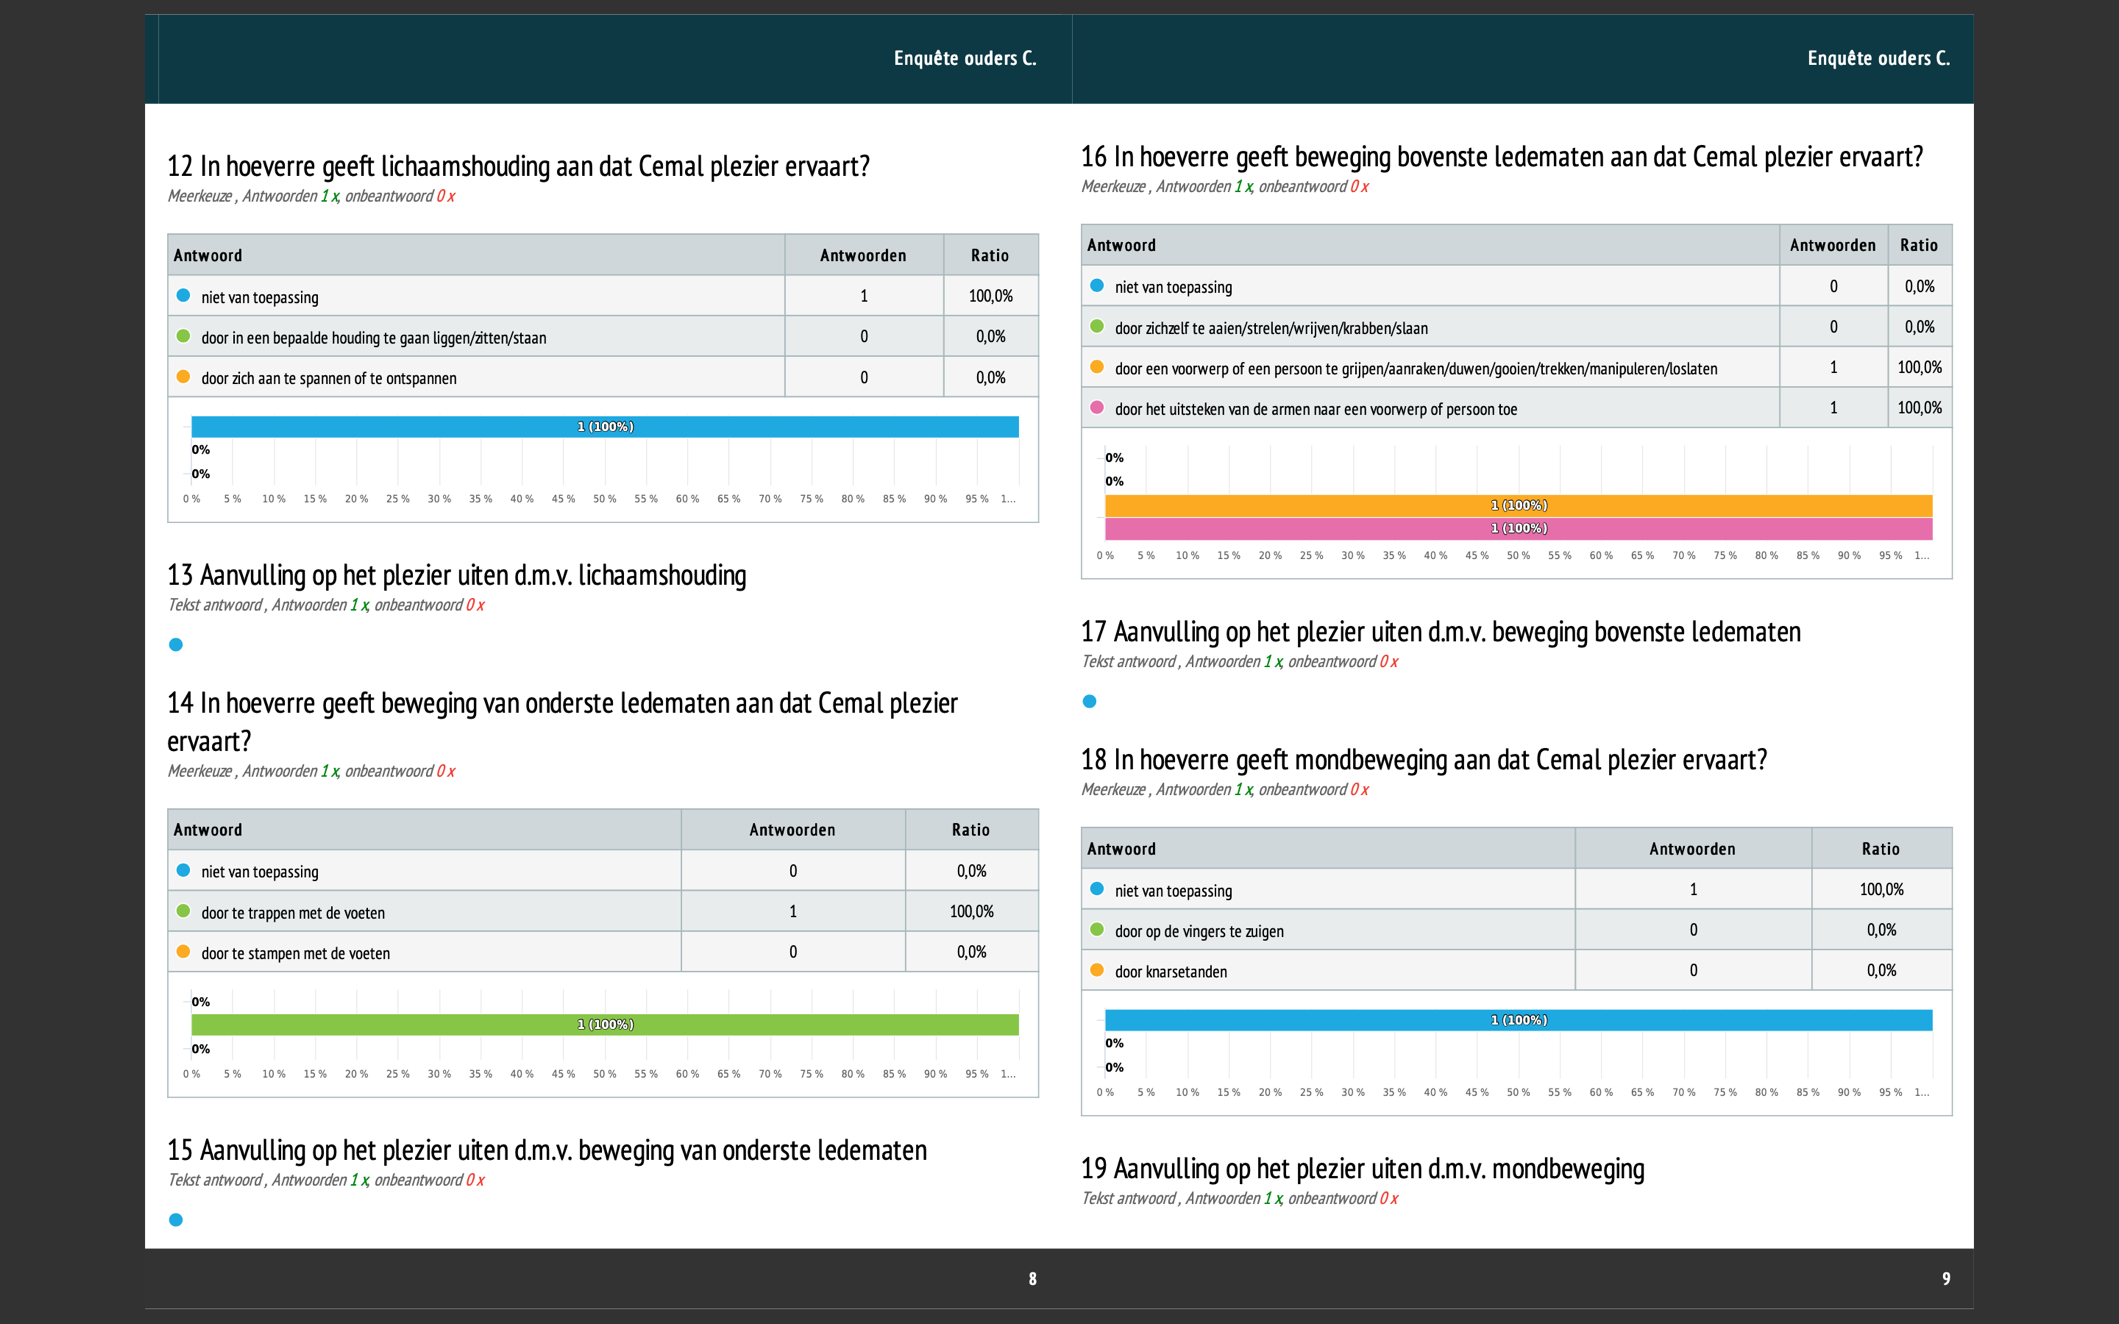 Enquête ouders C.
12 In hoeverre geeft lichaamshouding aan dat Cemal plezier ervaart?
Meerkeuze , Antwoorden 1 x, onbeantwoord 0 x
Antwoord Antwoorden Ratio
niet van toepassing 1 100,0%
door in een bepaalde houding te gaan liggen/zitten/staan 0 0,0%
door zich aan te spannen of te ontspannen 0 0,0%
1 (100%)
0%
0%
0 % 5 % 10 % 15 % 20 % 25 % 30 % 35 % 40 % 45 % 50 % 55 % 60 % 65 % 70 % 75 % 80 % 85 % 90 % 95 % 1...
13 Aanvulling op het plezier uiten d.m.v. lichaamshouding
Tekst antwoord , Antwoorden 1 x, onbeantwoord 0 x
14 In hoeverre geeft beweging van onderste ledematen aan dat Cemal plezier
ervaart?
Meerkeuze , Antwoorden 1 x, onbeantwoord 0 x
Antwoord Antwoorden Ratio
niet van toepassing 0 0,0%
door te trappen met de voeten 1 100,0%
door te stampen met de voeten 0 0,0%
0%
1 (100%)
0%
0 % 5 % 10 % 15 % 20 % 25 % 30 % 35 % 40 % 45 % 50 % 55 % 60 % 65 % 70 % 75 % 80 % 85 % 90 % 95 % 1...
15 Aanvulling op het plezier uiten d.m.v. beweging van onderste ledematen
Tekst antwoord , Antwoorden 1 x, onbeantwoord 0 x
8
Enquête ouders C.
16 In hoeverre geeft beweging bovenste ledematen aan dat Cemal plezier ervaart?
Meerkeuze , Antwoorden 1 x, onbeantwoord 0 x
Antwoord Antwoorden Ratio
niet van toepassing 0 0,0%
door zichzelf te aaien/strelen/wrijven/krabben/slaan 0 0,0%
door een voorwerp of een persoon te grijpen/aanraken/duwen/gooien/trekken/manipuleren/loslaten 1 100,0%
door het uitsteken van de armen naar een voorwerp of persoon toe 1 100,0%
0%
0%
1 (100%)
1 (100%)
0 % 5 % 10 % 15 % 20 % 25 % 30 % 35 % 40 % 45 % 50 % 55 % 60 % 65 % 70 % 75 % 80 % 85 % 90 % 95 % 1...
17 Aanvulling op het plezier uiten d.m.v. beweging bovenste ledematen
Tekst antwoord , Antwoorden 1 x, onbeantwoord 0 x
18 In hoeverre geeft mondbeweging aan dat Cemal plezier ervaart?
Meerkeuze , Antwoorden 1 x, onbeantwoord 0 x
Antwoord Antwoorden Ratio
niet van toepassing 1 100,0%
door op de vingers te zuigen 0 0,0%
door knarsetanden 0 0,0%
1 (100%)
0%
0%
0 % 5 % 10 % 15 % 20 % 25 % 30 % 35 % 40 % 45 % 50 % 55 % 60 % 65 % 70 % 75 % 80 % 85 % 90 % 95 % 1...
19 Aanvulling op het plezier uiten d.m.v. mondbeweging
Tekst antwoord , Antwoorden 1 x, onbeantwoord 0 x
9